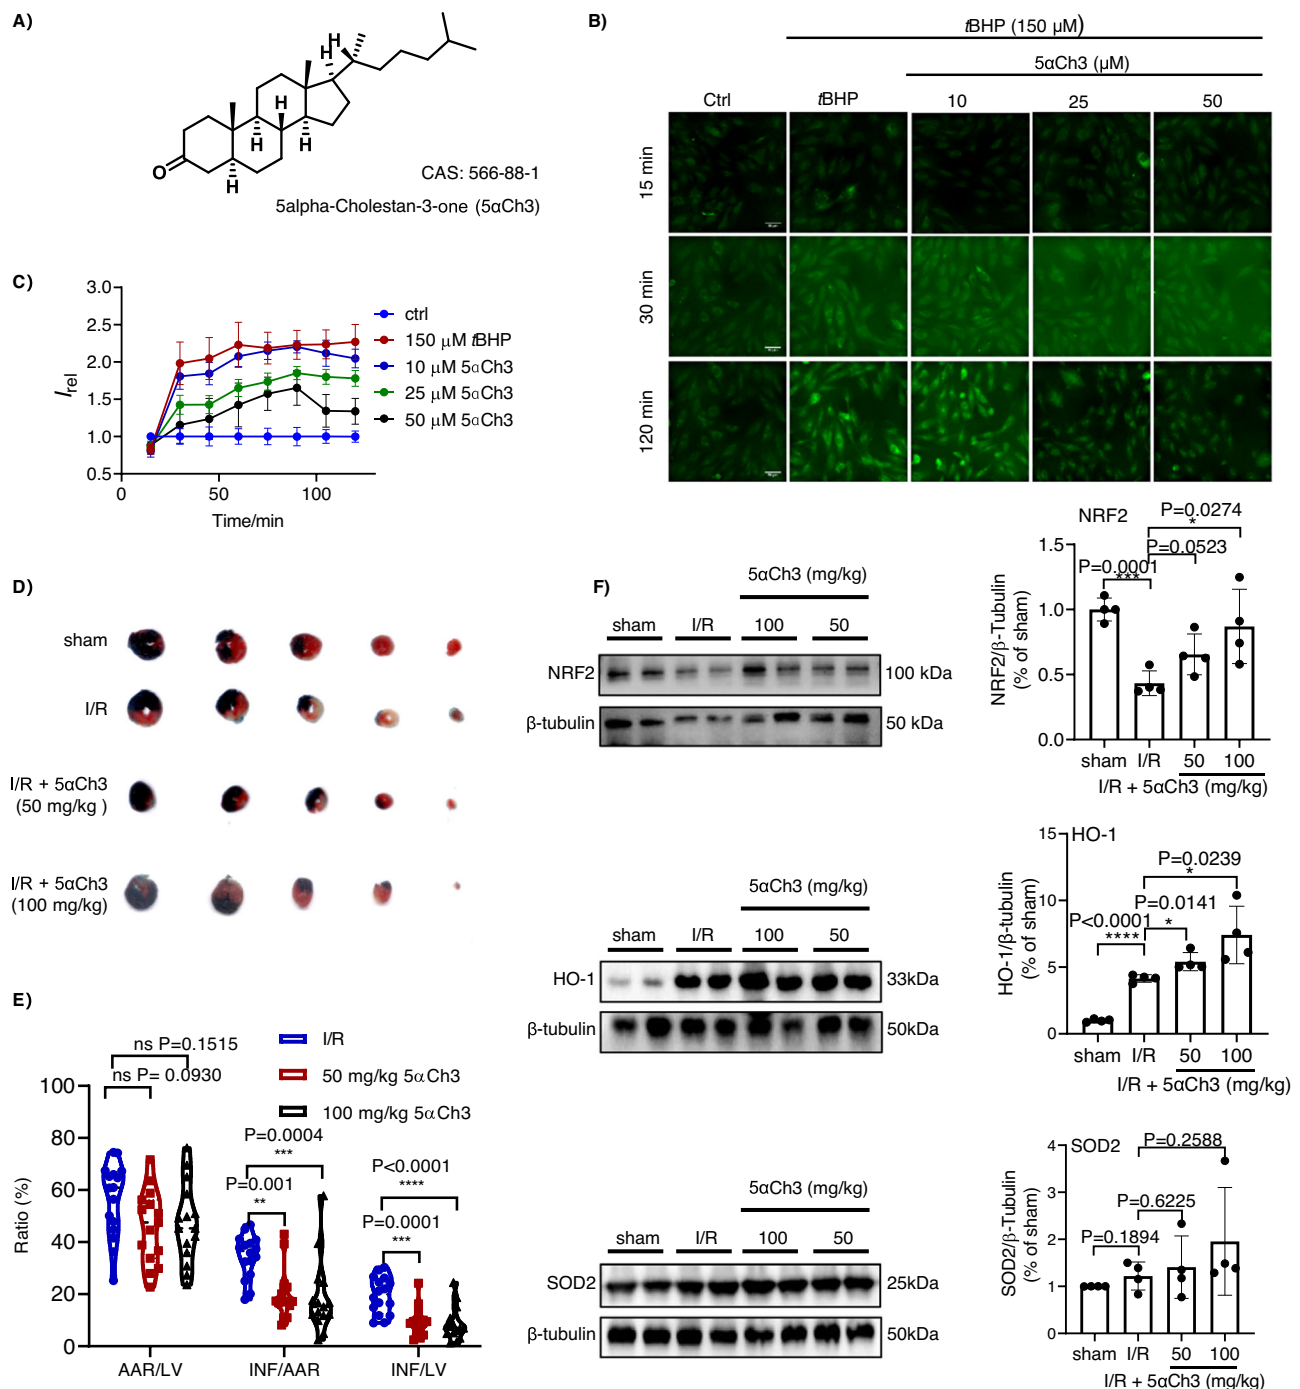 A)
H
H
H
H
H
H
O
CAS: 566-88-1
5alpha-Cholestan-3-one (5αCh3)
B)
tBHP (150 µM)
5αCh3 (µM)
Ctrl tBHP 10 25 50
15 min
30 min
120 min
C)
3.0
2.5
2.0
1.5
1.0
0.5
0 50 100
Irel
Time/min
ctrl
150 µM tBHP
10 µM 5αCh3
25 µM 5αCh3
50 µM 5αCh3
D)
sham
I/R
I/R + 5αCh3
(50 mg/kg )
I/R + 5αCh3
(100 mg/kg)
E)
I/R
50 mg/kg 5αCh3
100 mg/kg 5αCh3
ns P=0.1515
ns P= 0.0930
P=0.0004
***
P=0.001
**
P<0.0001
****
P=0.0001
***
100
80
60
40
20
0
Ratio (%)
AAR/LV INF/AAR INF/LV
F)
5αCh3 (mg/kg)
sham I/R 100 50
NRF2 100 kDa
β-tubulin 50 kDa
NRF2
P=0.0274
*
P=0.0523
P=0.0001
***
1.5
1.0
0.5
0.0
NRF2/β-Tubulin
(% of sham)
sham I/R 50 100
I/R + 5αCh3 (mg/kg)
5αCh3 (mg/kg)
sham I/R 100 50
HO-1 33kDa
β-tubulin 50kDa
HO-1
P=0.0239
*
P=0.0141
*
P<0.0001
****
15
10
5
0
HO-1/β-tubulin
(% of sham)
sham I/R 50 100
I/R + 5αCh3 (mg/kg)
5αCh3 (mg/kg)
sham I/R 100 50
SOD2 25kDa
β-tubulin 50kDa
SOD2
P=0.2588
P=0.6225
P=0.1894
4
3
2
1
0
SOD2/β-Tubulin
(% of sham)
sham I/R 50 100
I/R + 5αCh3 (mg/kg)